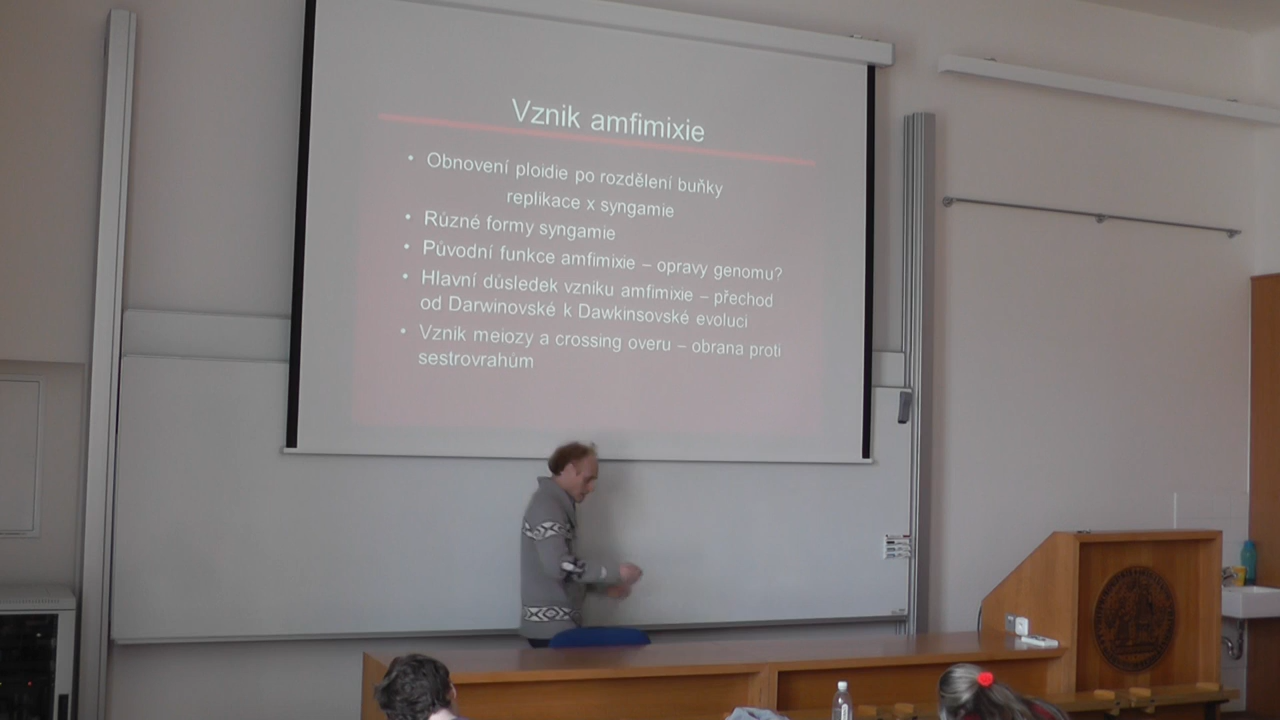 Vznik amfimixie
• Obnovení ploidie po rozdělení buňky
replikace x syngamie
• Různé formy syngamie
• Původní funkce amfimixie – opravy genomu?
• Hlavní důsledek vzniku amfimixie – přechod
od Darwinovské k Dawkinsovské evoluci
• Vznik meiozy a crossing overu – obrana proti
sestrovrahům